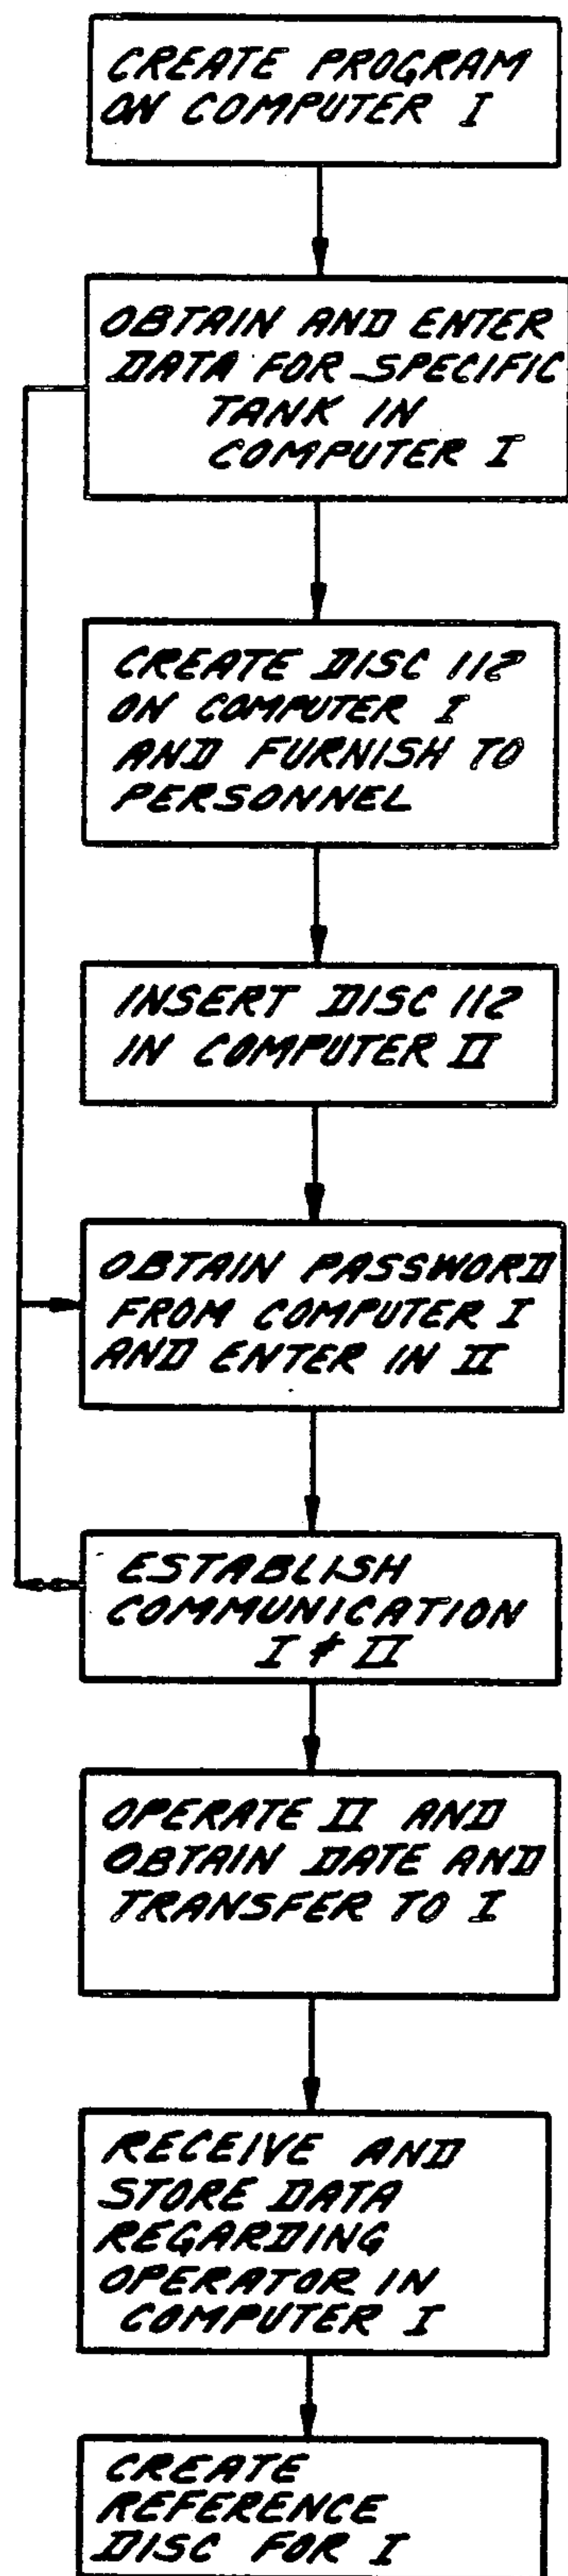 CREATE PROGRAM
ON COMPUTER I
OBTAIN AND ENTER
DATA FOR SPECIFIC
TANK IN
COMPUTER I
CREATE DISC 112
ON COMPUTER I
AND FURNISH TO
PERSONNEL
INSERT DISC 112
IN COMPUTER II
OBTAIN PASSWORD
FROM COMPUTER I
AND ENTER IN II
ESTABLISH
COMMUNICATION
I & II
OPERATE II AND
OBTAIN DATE AND
TRANSFER TO I
RECEIVE AND
STORE DATA
REGARDING
OPERATOR IN
COMPUTER I
CREATE
REFERENCE
DISC FOR I